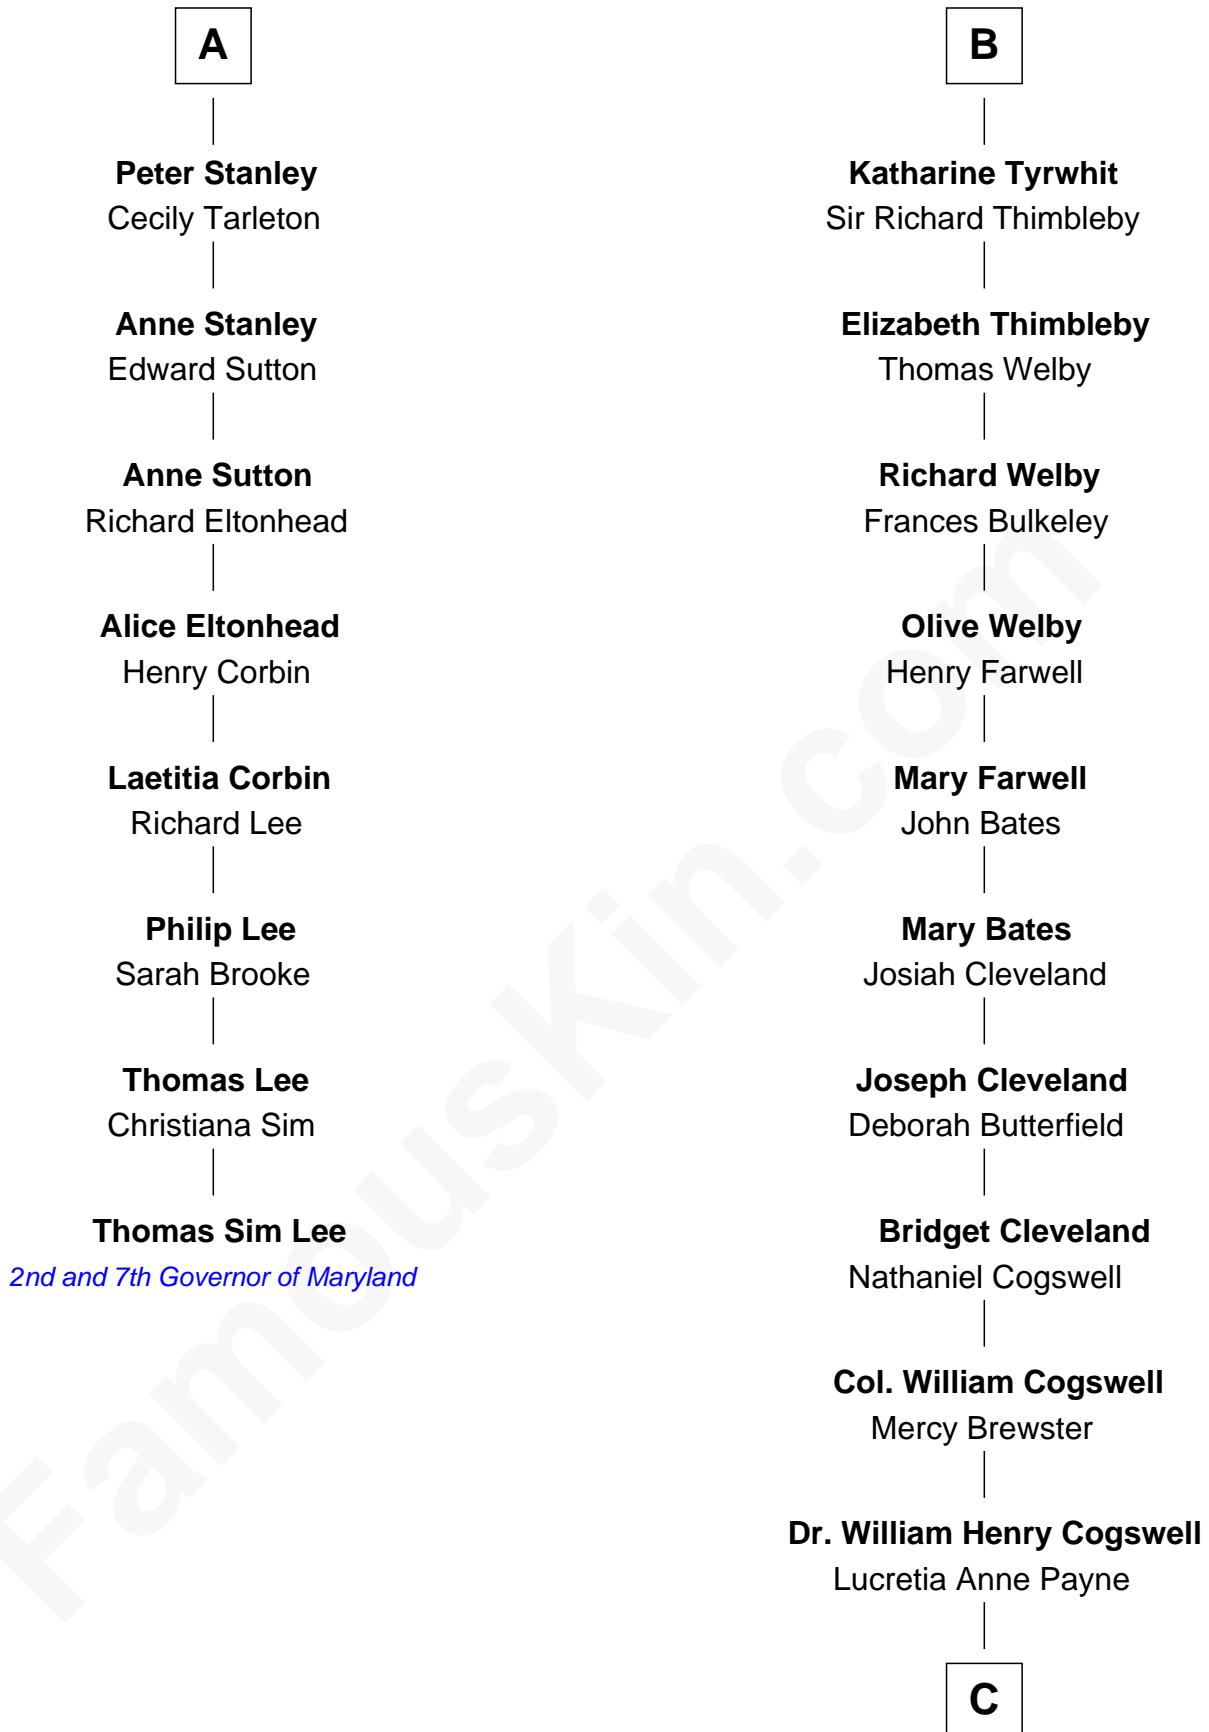 A
Peter Stanley
Cecily Tarleton
Anne Stanley
Edward Sutton
Anne Sutton
Richard Eltonhead
Alice Eltonhead
Henry Corbin
Laetitia Corbin
Richard Lee
Philip Lee
Sarah Brooke
Thomas Lee
Christiana Sim
Thomas Sim Lee
2nd and 7th Governor of Maryland
B
Katharine Tyrwhit
Sir Richard Thimbleby
Elizabeth Thimbleby
Thomas Welby
Richard Welby
Frances Bulkeley
Olive Welby
Henry Farwell
Mary Farwell
John Bates
Mary Bates
Josiah Cleveland
Joseph Cleveland
Deborah Butterfield
Bridget Cleveland
Nathaniel Cogswell
Col. William Cogswell
Mercy Brewster
Dr. William Henry Cogswell
Lucretia Anne Payne
C
FamousKin.com